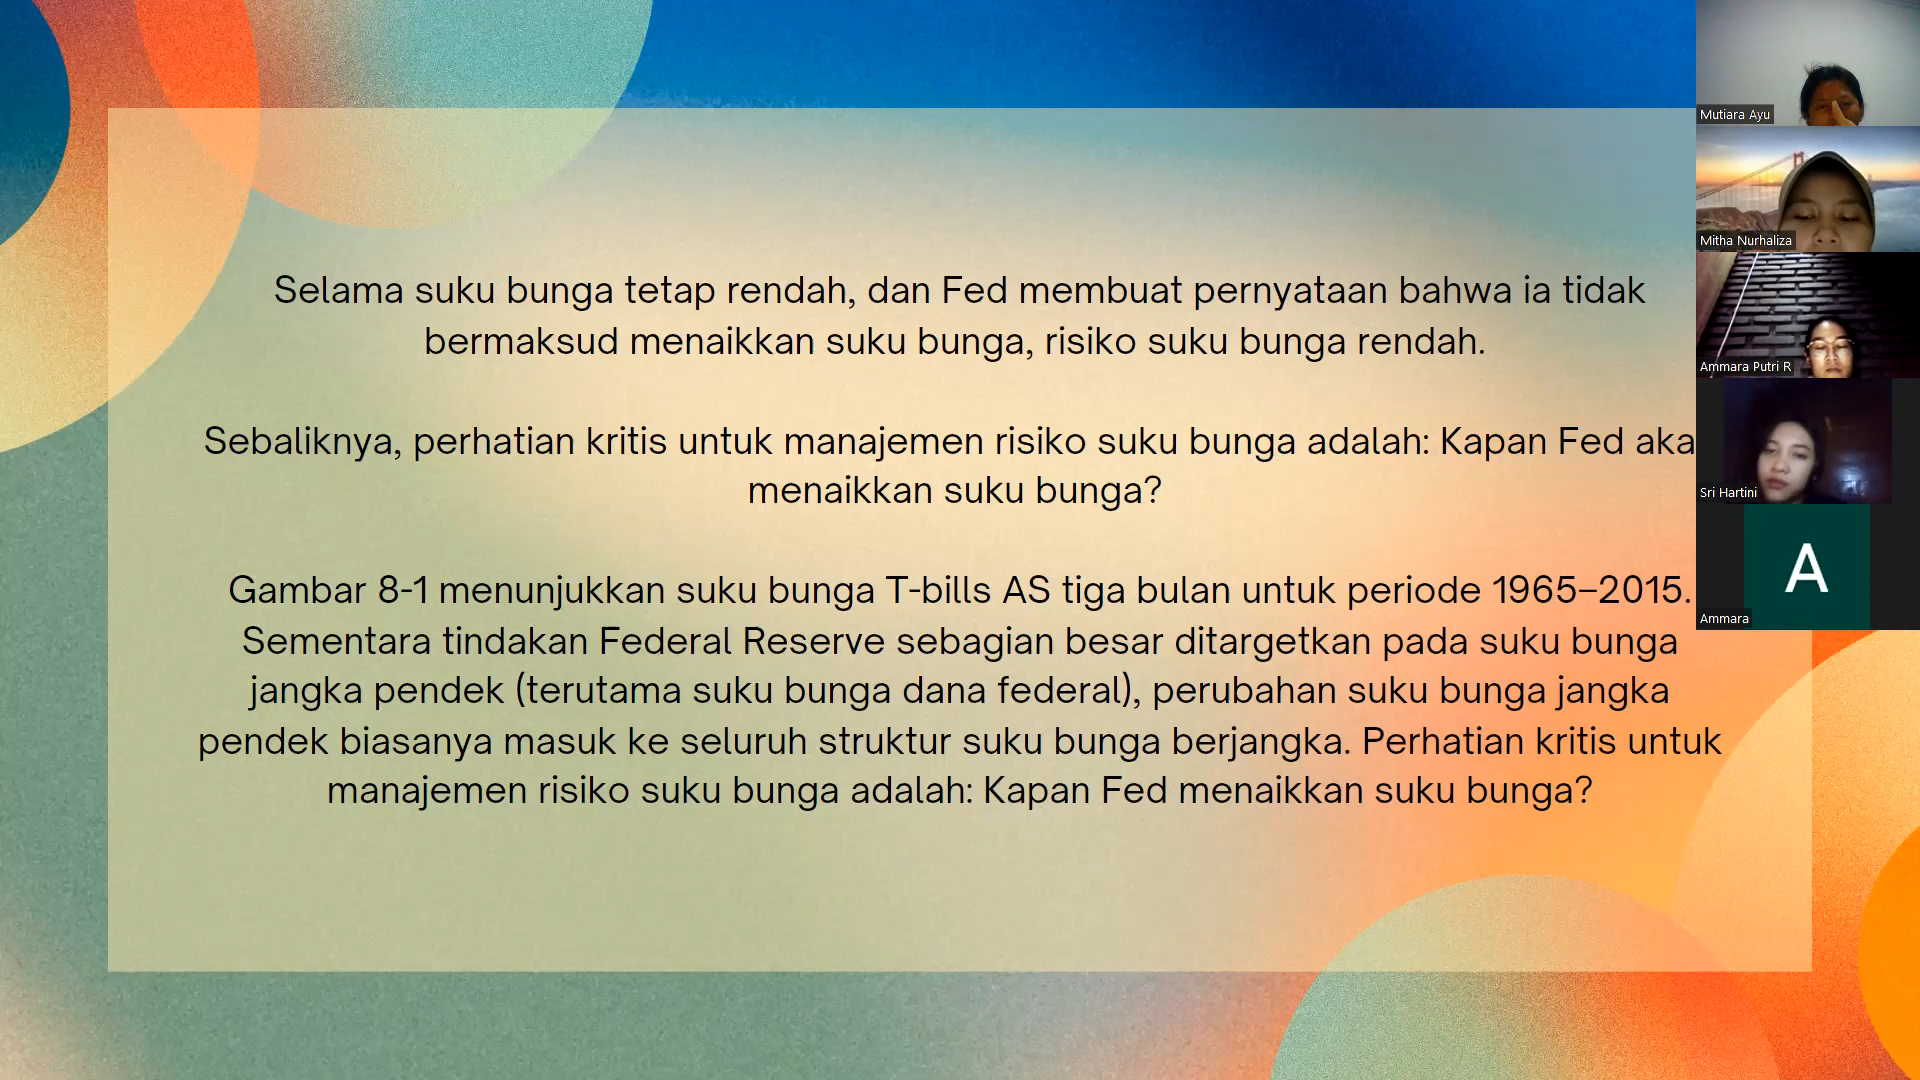 Selama suku bunga tetap rendah, dan Fed membuat pernyataan bahwa ia tidak
bermaksud menaikkan suku bunga, risiko suku bunga rendah.
Sebaliknya, perhatian kritis untuk manajemen risiko suku bunga adalah: Kapan Fed aka
menaikkan suku bunga?
Gambar 8-1 menunjukkan suku bunga T-bills AS tiga bulan untuk periode 1965–2015.
Sementara tindakan Federal Reserve sebagian besar ditargetkan pada suku bunga
jangka pendek (terutama suku bunga dana federal), perubahan suku bunga jangka
pendek biasanya masuk ke seluruh struktur suku bunga berjangka. Perhatian kritis untuk
manajemen risiko suku bunga adalah: Kapan Fed menaikkan suku bunga?
Mutiara Ayu
Mitha Nurhaliza
Ammara Putri R
Sri Hartini
A
Ammara